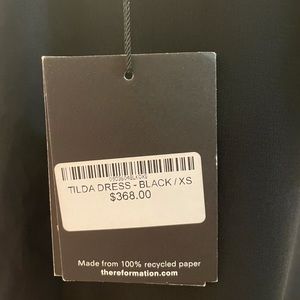 TILDA DRESS - BLACK / XS
$368.00
Made from 100% recycled paper
thereformation.com